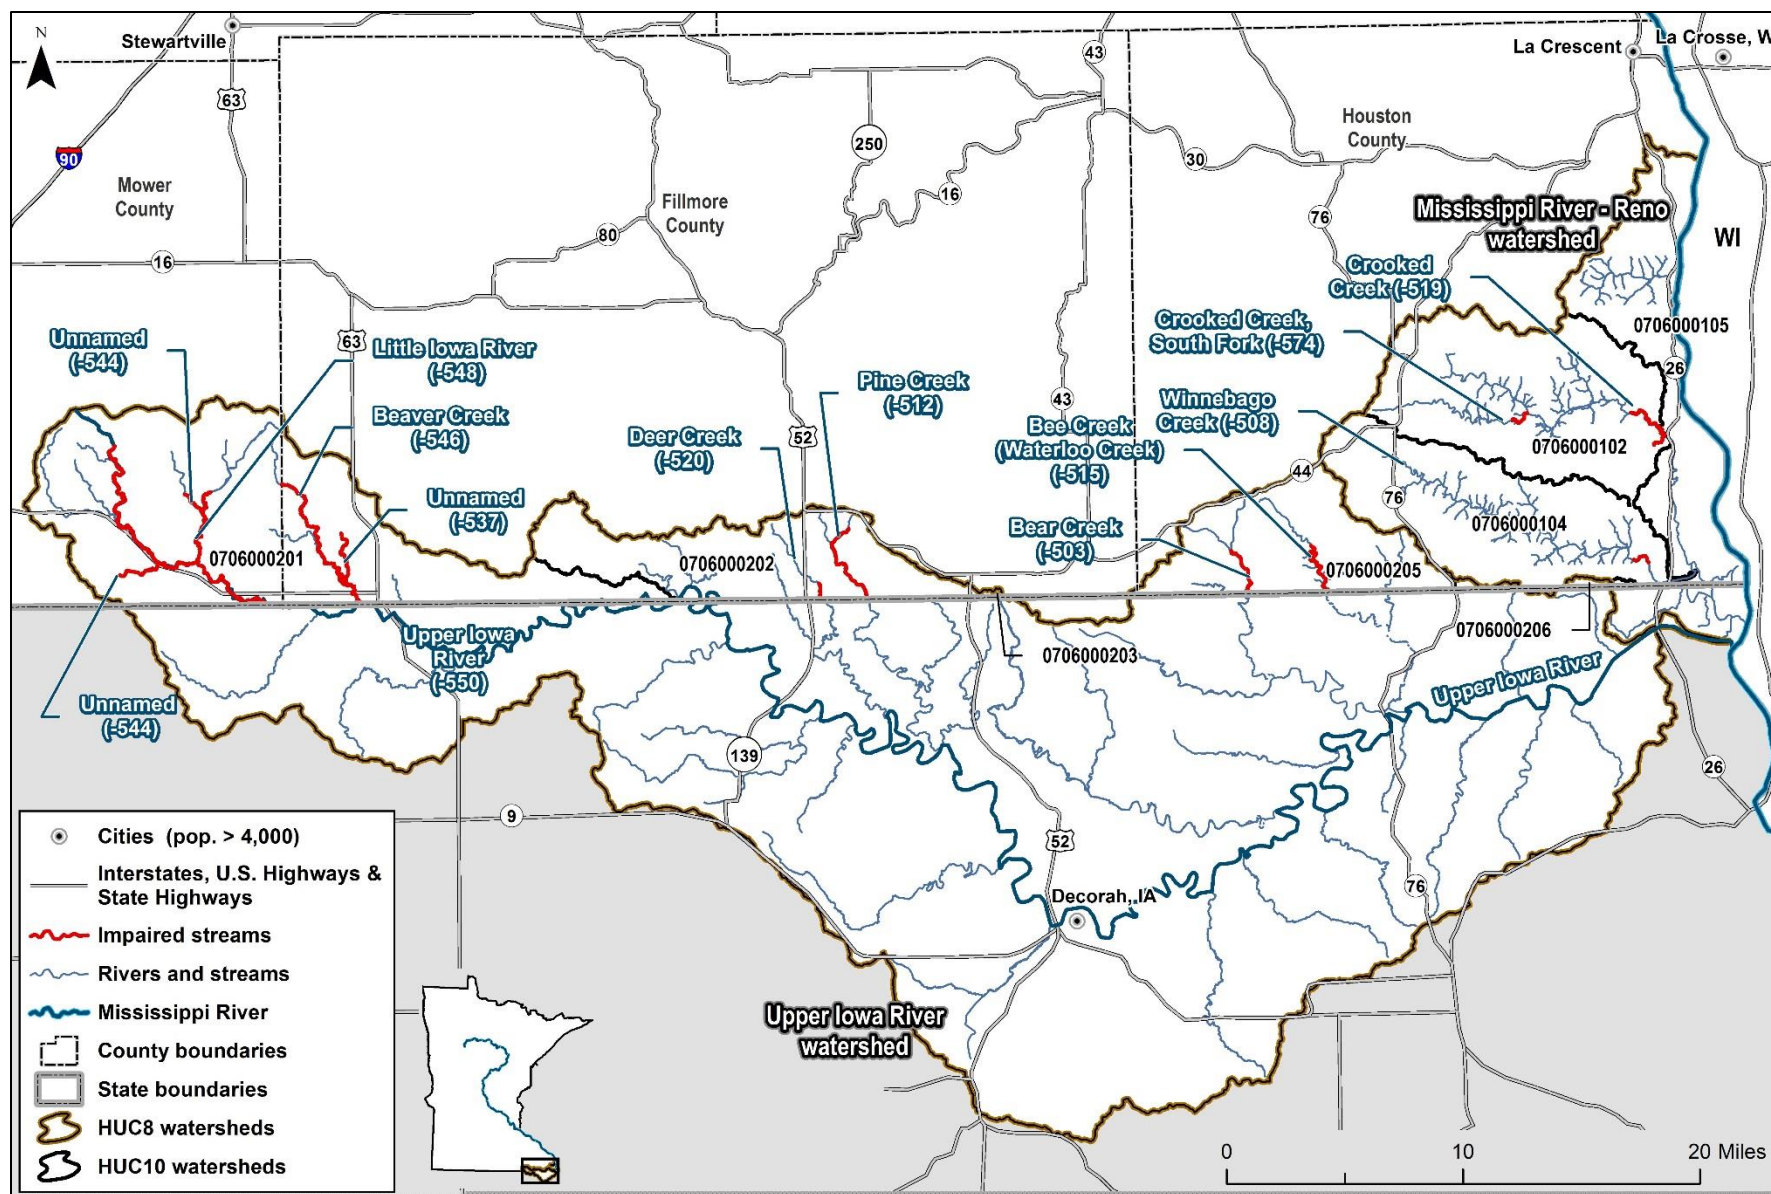 N
Stewartville
63
90
Mower
County
Fillmore
County
250
43
16
30
80
16
La Crescent
La Crosse, W
Houston
County
76
Mississippi River - Reno
watershed
WI
Crooked
Creek (-519)
0706000105
Crooked Creek,
South Fork (-574)
26
Unnamed
(-544)
63
Little Iowa River
(-548)
Beaver Creek
(-546)
Pine Creek
(-512)
43
Winnebago
Creek (-508)
52
Deer Creek
(-520)
Bee Creek
(Waterloo Creek)
(-515)
0706000102
44
76
Unnamed
(-537)
Bear Creek
(-503)
0706000104
0706000201
0706000202
0706000205
0706000206
0706000203
Upper Iowa
River
(-550)
Unnamed
(-544)
Upper Iowa River
139
26
9
52
Decorah, IA
76
Upper Iowa River
watershed
Cities (pop. > 4,000)
Interstates, U.S. Highways &
State Highways
Impaired streams
Rivers and streams
Mississippi River
County boundaries
State boundaries
HUC8 watersheds
HUC10 watersheds
0 10 20 Miles